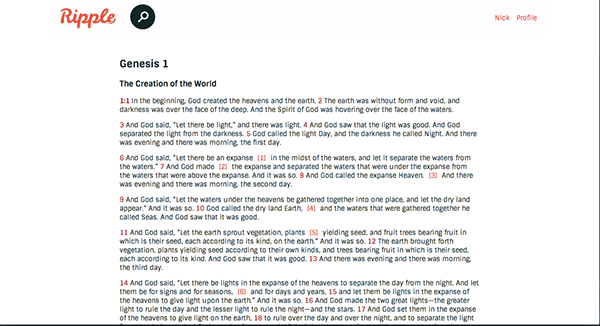 Ripple
Nick Profile
Genesis 1
The Creation of the World
1:1 In the beginning, God created the heavens and the earth. 2 The earth was without form and void, and
darkness was over the face of the deep. And the Spirit of God was hovering over the face of the waters.
3 And God said, "Let there be light," and there was light. 4 And God saw that the light was good. And God
separated the light from the darkness. 5 God called the light Day, and the darkness he called Night. And there
was evening and there was morning, the first day.
6 And God said, "Let there be an expanse [1] in the midst of the waters, and let it separate the waters from
the waters." 7 And God made [2] the expanse and separated the waters that were under the expanse from
the waters that were above the expanse. And it was so. 8 And God called the expanse Heaven. [3] And there
was evening and there was morning, the second day.
9 And God said, "Let the waters under the heavens be gathered together into one place, and let the dry land
appear." And it was so. 10 God called the dry land Earth, [4] and the waters that were gathered together he
called Seas. And God saw that it was good.
11 And God said, "Let the earth sprout vegetation, plants [5] yielding seed, and fruit trees bearing fruit in
which is their seed, each according to its kind, on the earth." And it was so. 12 The earth brought forth
vegetation, plants yielding seed according to their own kinds, and trees bearing fruit in which is their seed,
each according to its kind. And God saw that it was good. 13 And there was evening and there was morning,
the third day.
14 And God said, "Let there be lights in the expanse of the heavens to separate the day from the night. And let
them be for signs and for seasons, [6] and for days and years, 15 and let them be lights in the expanse of
the heavens to give light upon the earth." And it was so. 16 And God made the two great lights—the greater
light to rule the day and the lesser light to rule the night—and the stars. 17 And God set them in the expanse
of the heavens to give light on the earth, 18 to rule over the day and over the night, and to separate the light